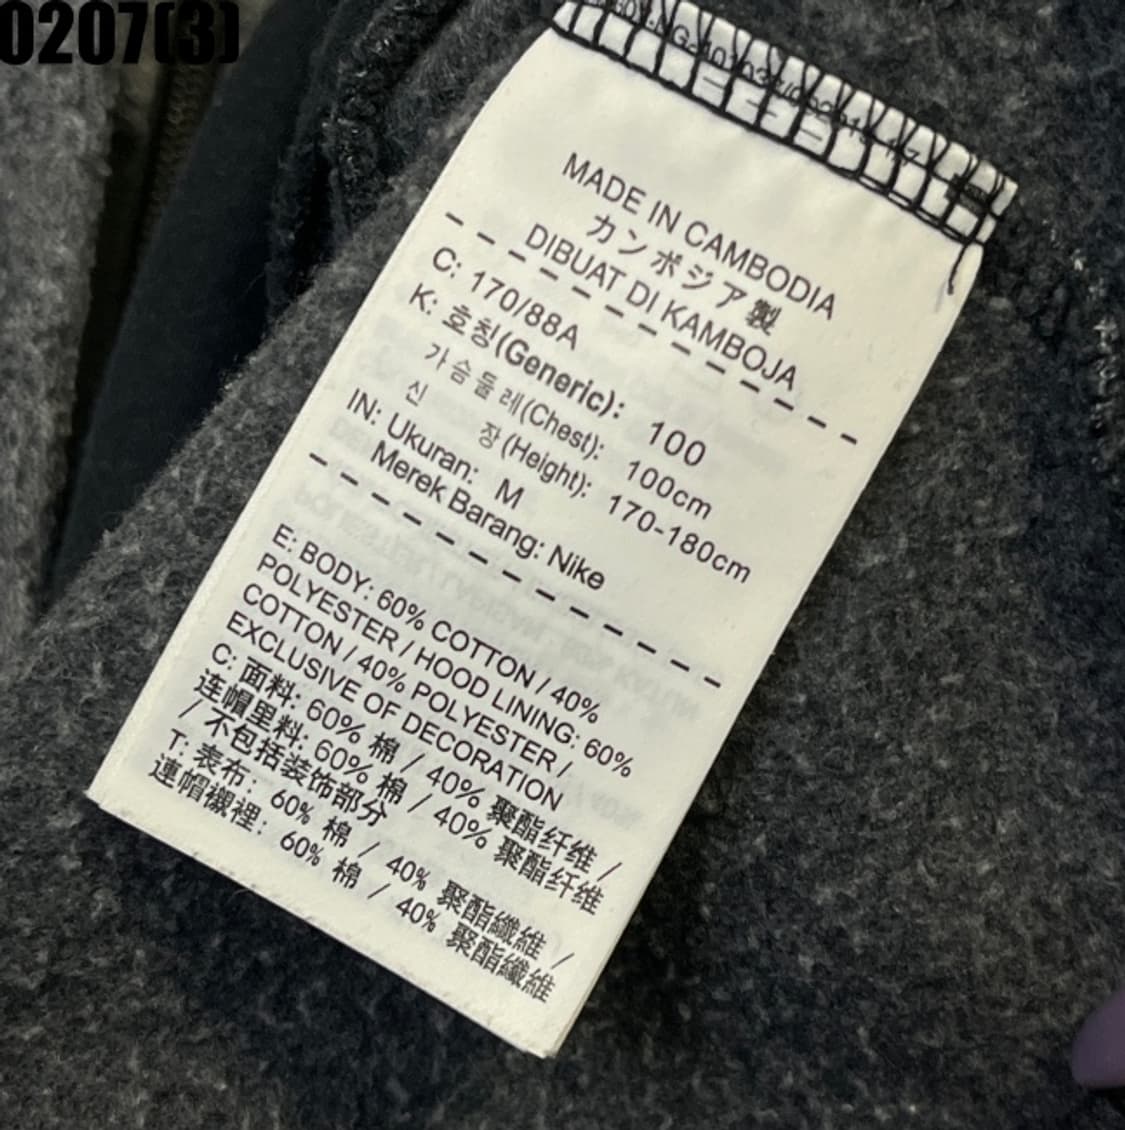 0207(3)
MADE IN CAMBODIA
カンボジア製
DIBUAT DI KAMBOJA
C: 170/88A
K: 호칭(Generic): 100
가슴둘레(Chest): 100cm
신 장(Height): 170-180cm
IN: Ukuran: M
Merek Barang: Nike
E: BODY: 60% COTTON / 40%
POLYESTER / HOOD LINING: 60%
COTTON / 40% POLYESTER /
EXCLUSIVE OF DECORATION
C: 面料: 60% 棉 / 40% 聚酯纤维 /
连帽里料: 60% 棉 / 40% 聚酯纤维
/ 不包括装饰部分
T: 表布: 60% 棉 / 40% 聚酯纖維 /
連帽襯裡: 60% 棉 / 40% 聚酯纖維